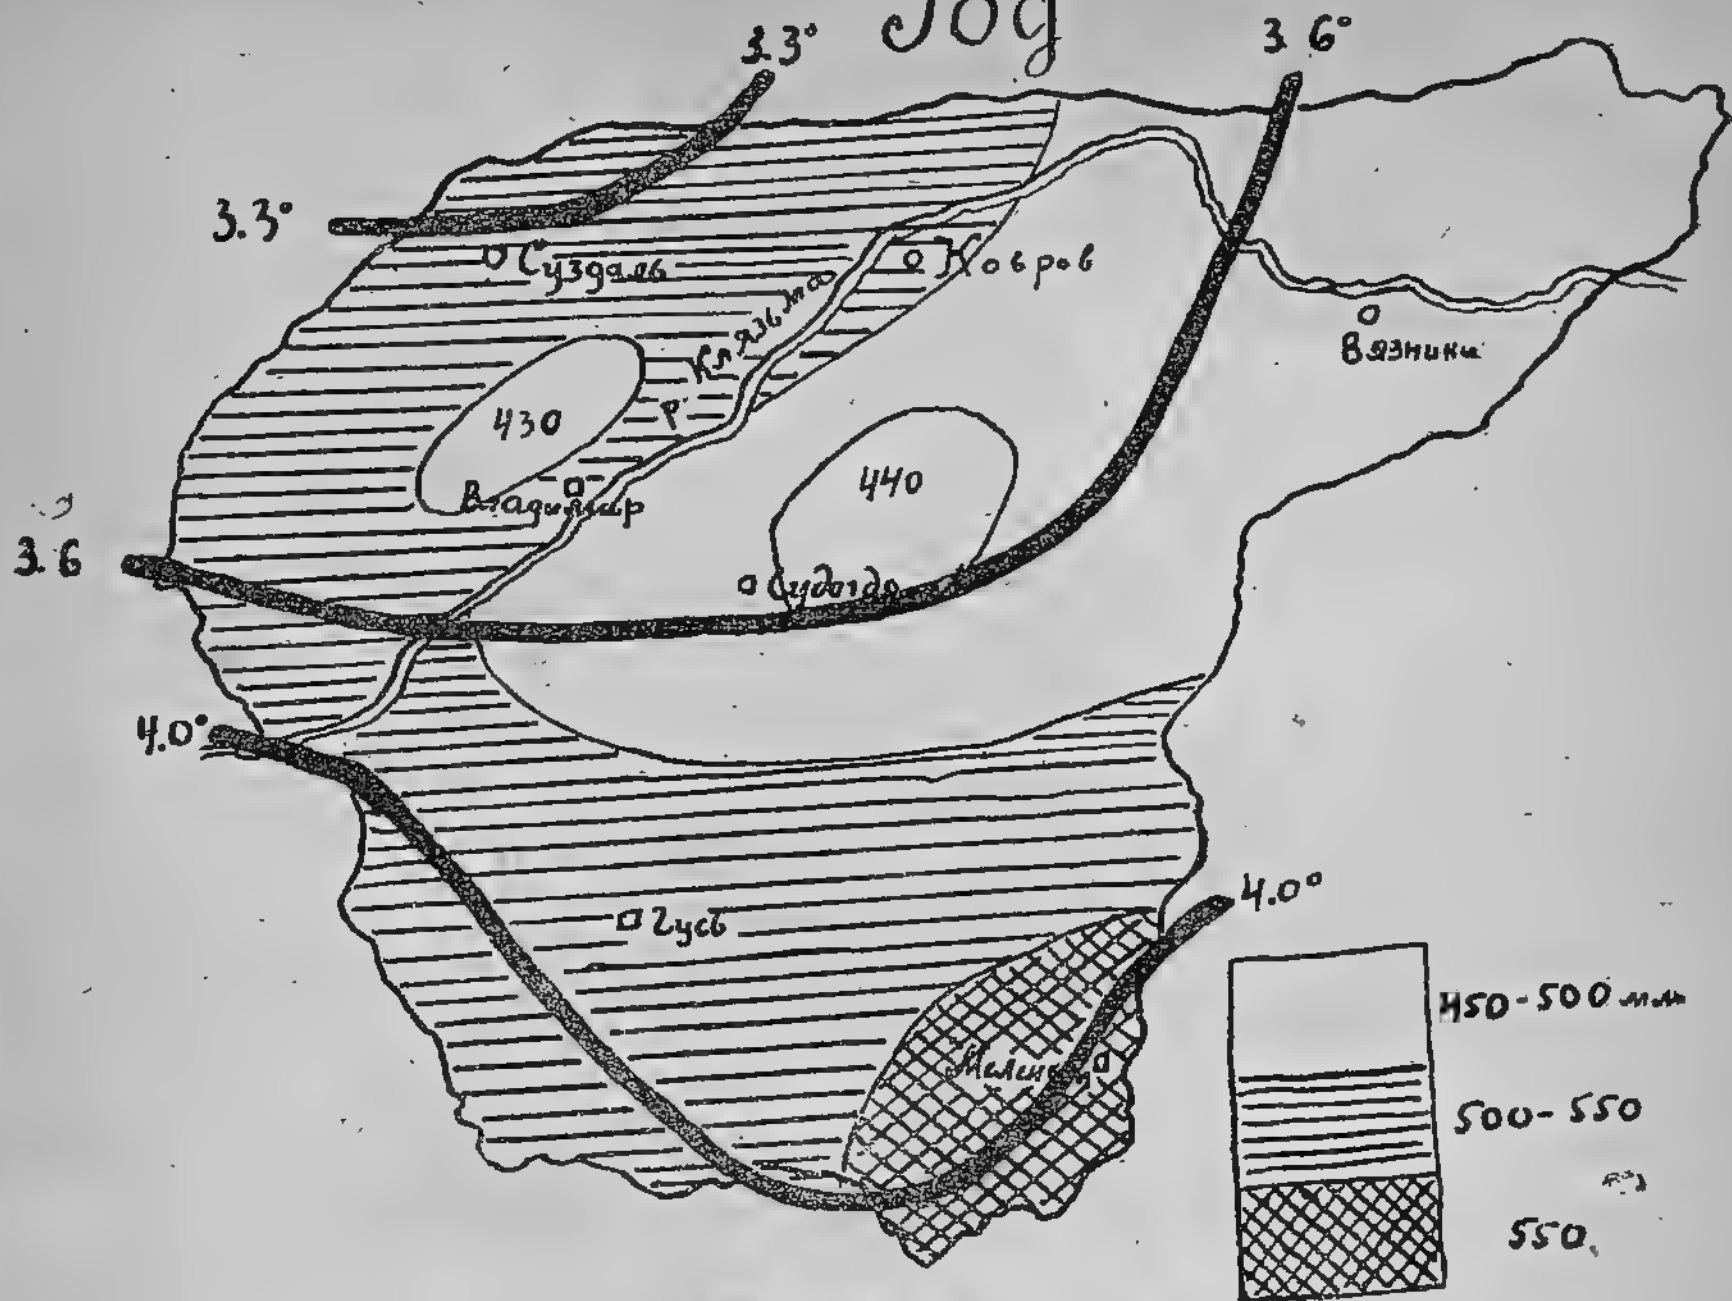 Год
3.3°
3.6°
3.3°
Суздаль
Ковров
р. Клязьма
Вязники
430
440
Владимир
3.6
Судогда
4.0°
Гусь
4.0°
450-500 мм
Меленки
500-550
550.